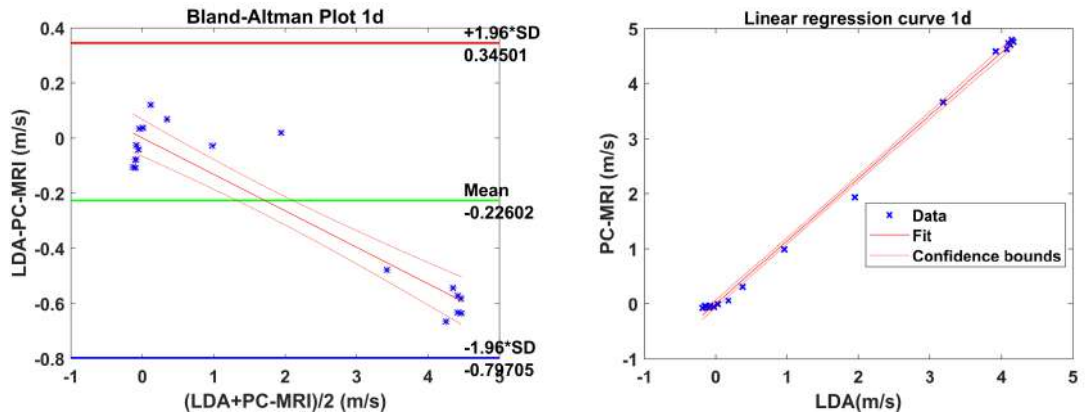 Bland-Altman Plot 1d
+1.96*SD
0.34501
Mean
-0.22602
-1.96*SD
-0.79705
0.4
0.2
0
-0.2
-0.4
-0.6
-0.8
-1
0
1
2
3
4
5
LDA-PC-MRI (m/s)
(LDA+PC-MRI)/2 (m/s)
Linear regression curve 1d
5
4
3
2
1
0
-1
-1
0
1
2
3
4
5
PC-MRI (m/s)
LDA(m/s)
Data
Fit
Confidence bounds